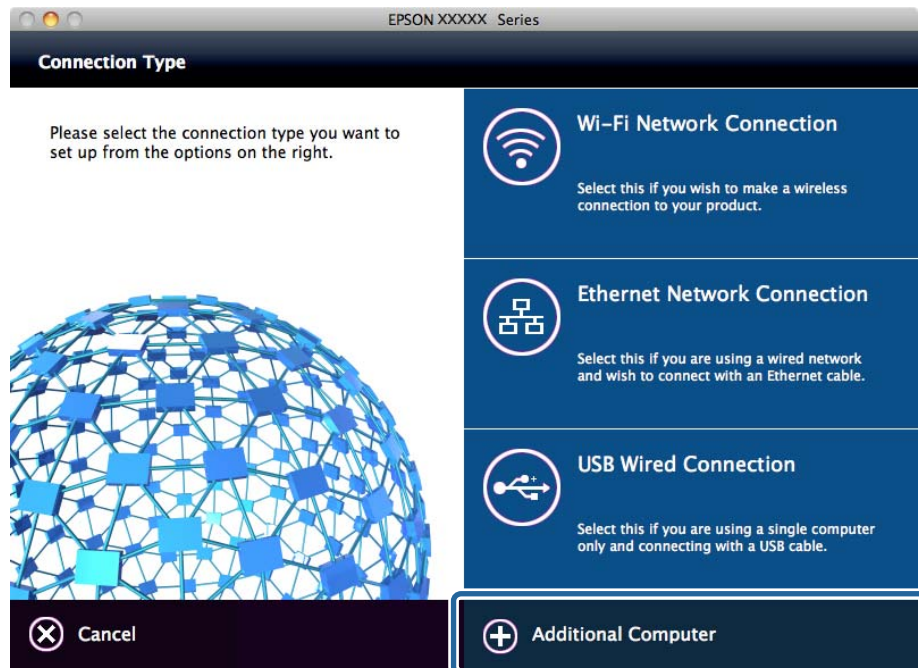 EPSON XXXXX Series
Connection Type
Please select the connection type you want to
set up from the options on the right.
Wi-Fi Network Connection
Select this if you wish to make a wireless
connection to your product.
Ethernet Network Connection
Select this if you are using a wired network
and wish to connect with an Ethernet cable.
USB Wired Connection
Select this if you are using a single computer
only and connecting with a USB cable.
Cancel
Additional Computer